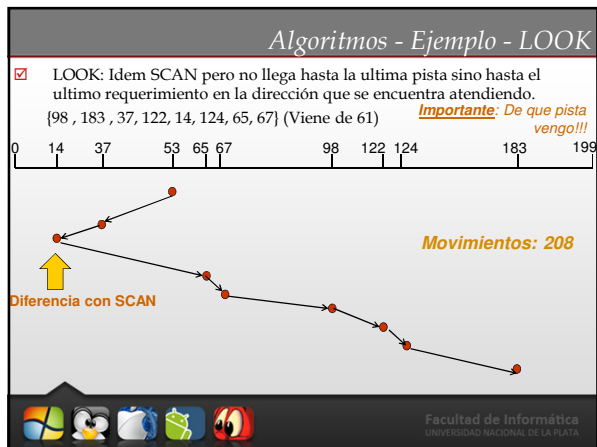 Algoritmos - Ejemplo - LOOK
LOOK: Idem SCAN pero no llega hasta la ultima pista sino hasta el
ultimo requerimiento en la dirección que se encuentra atendiendo.
{98 , 183 , 37, 122, 14, 124, 65, 67} (Viene de 61)
Importante: De que pista
vengo!!!
0 14 37 53 65 67 98 122 124 183 199
Movimientos: 208
Diferencia con SCAN
Facultad de Informática
UNIVERSIDAD NACIONAL DE LA PLATA